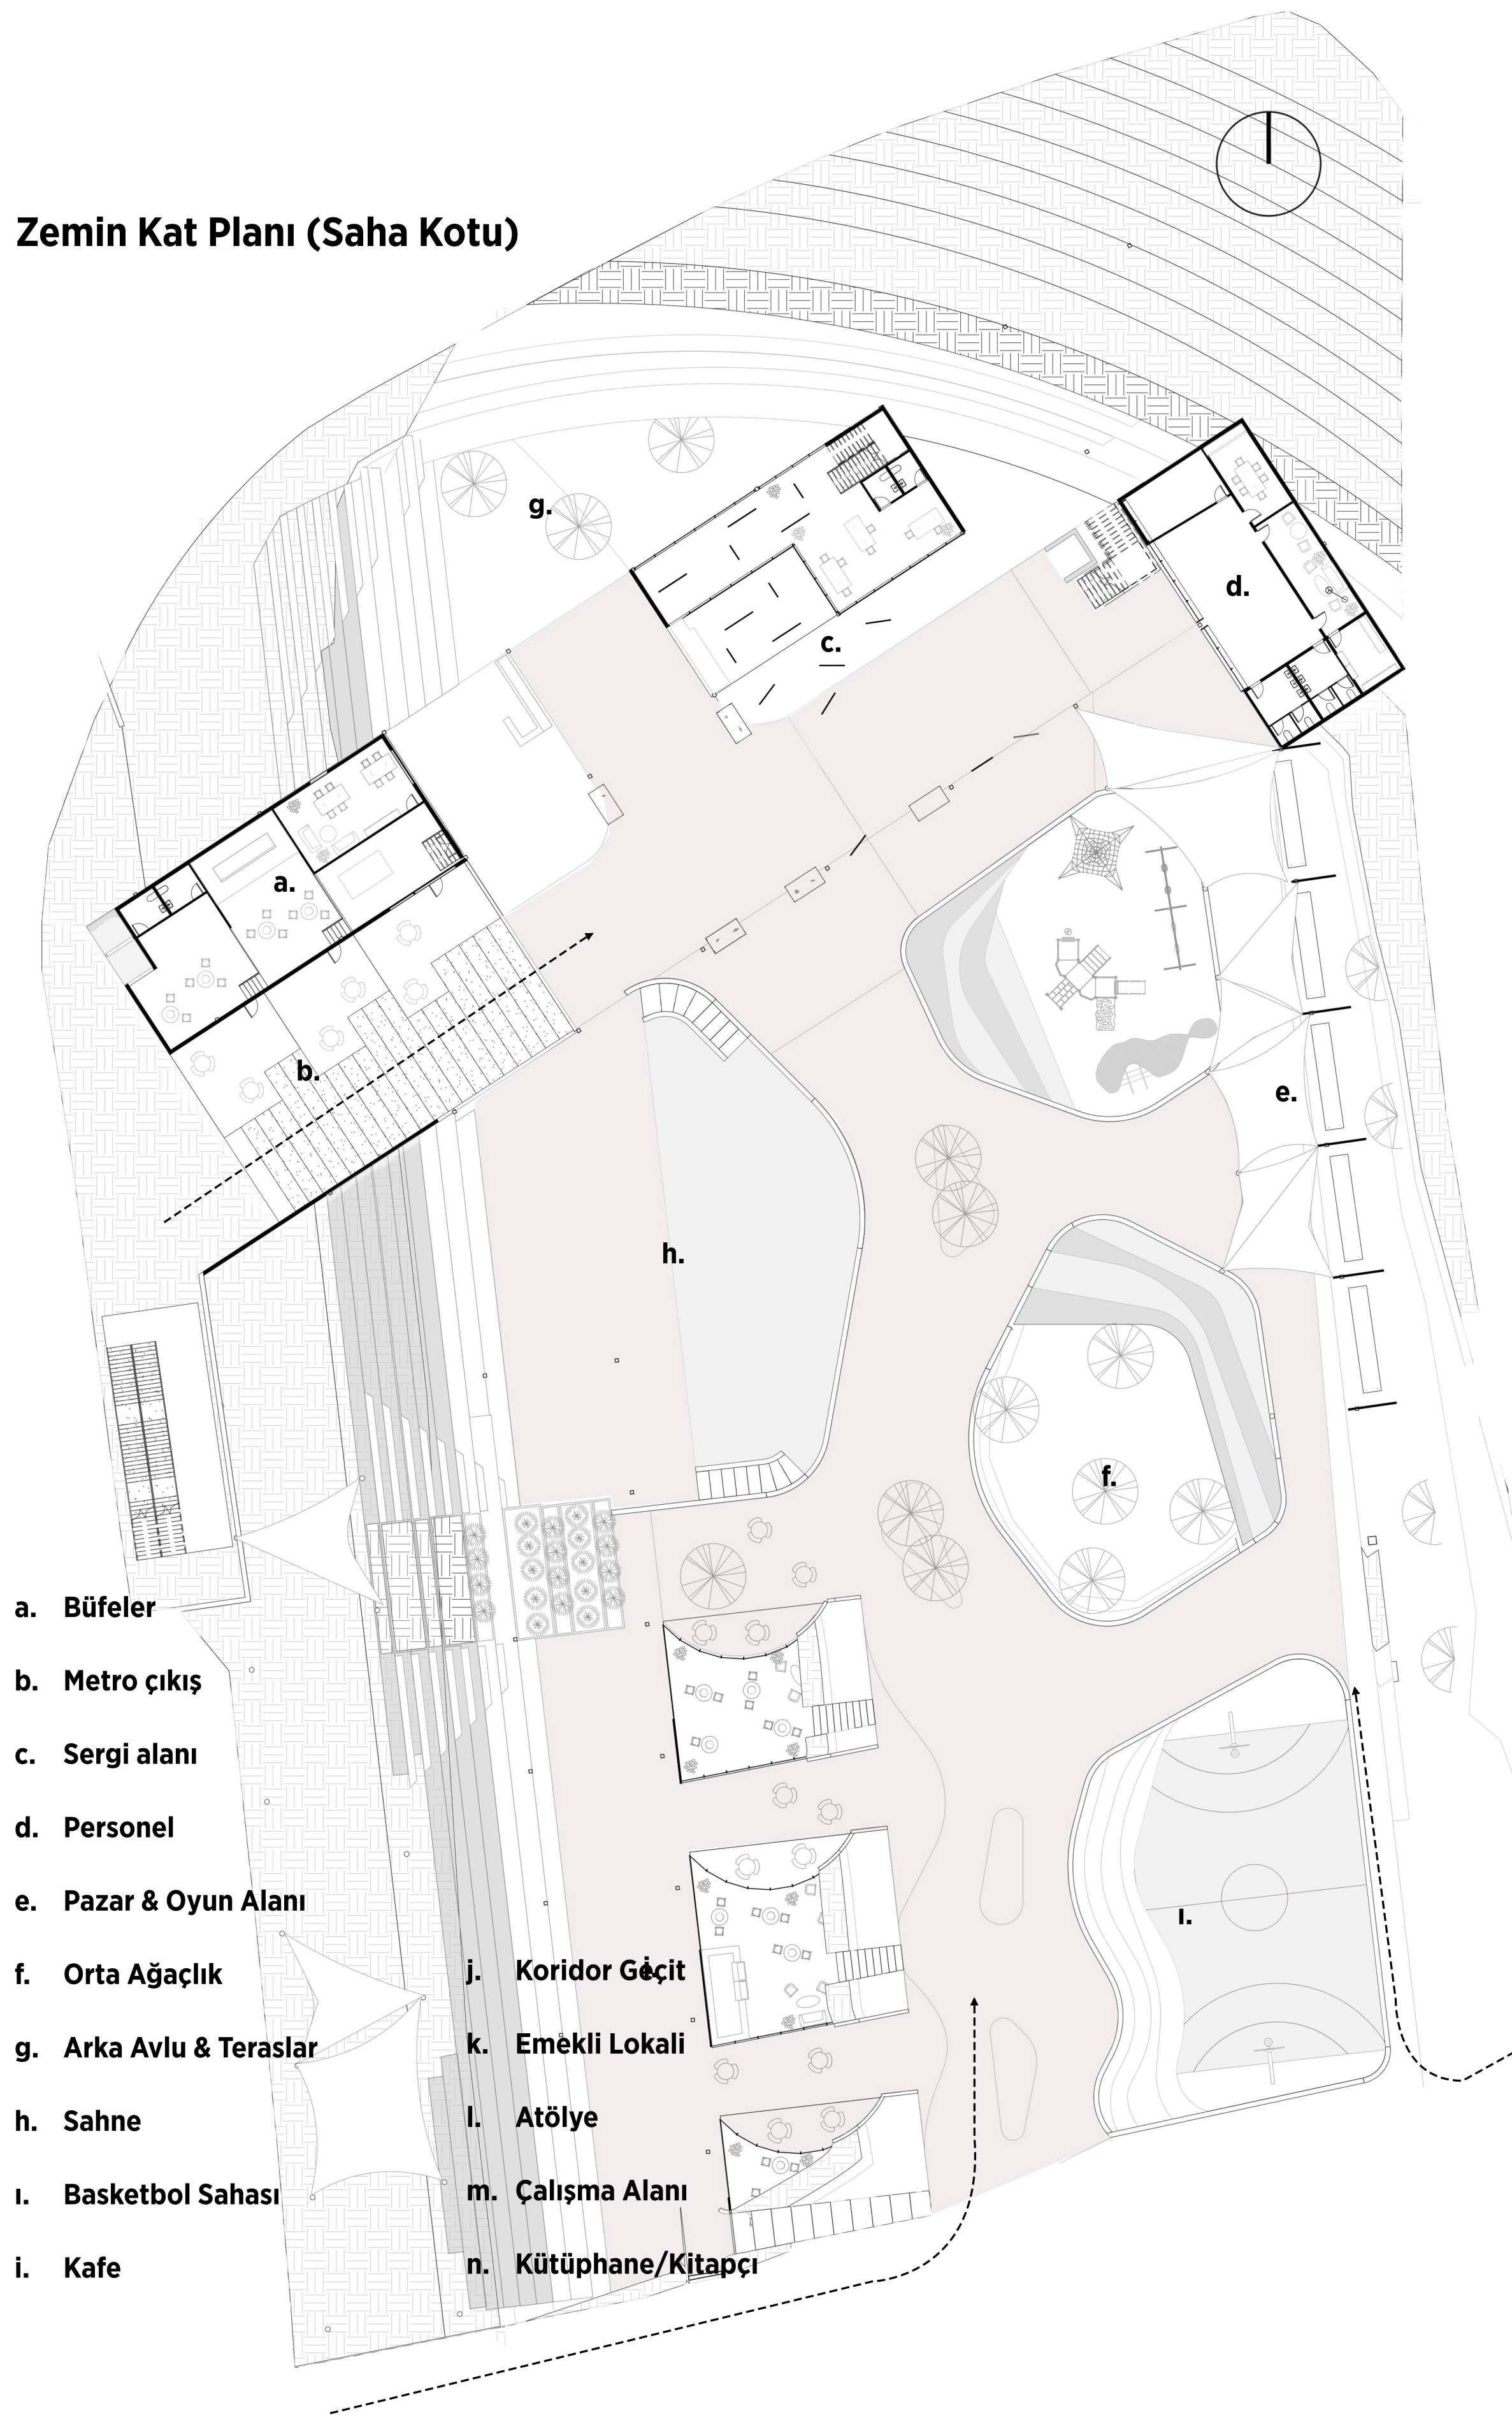 Zemin Kat Planı (Saha Kotu)
g.
c.
d.
a.
b.
e.
h.
f.
ı.
i.
a. Büfeler
b. Metro çıkış
c. Sergi alanı
d. Personel
e. Pazar & Oyun Alanı
f. Orta Ağaçlık
g. Arka Avlu & Teraslar
h. Sahne
ı. Basketbol Sahası
i. Kafe
j. Koridor Geçit
k. Emekli Lokali
l. Atölye
m. Çalışma Alanı
n. Kütüphane/Kitapçı